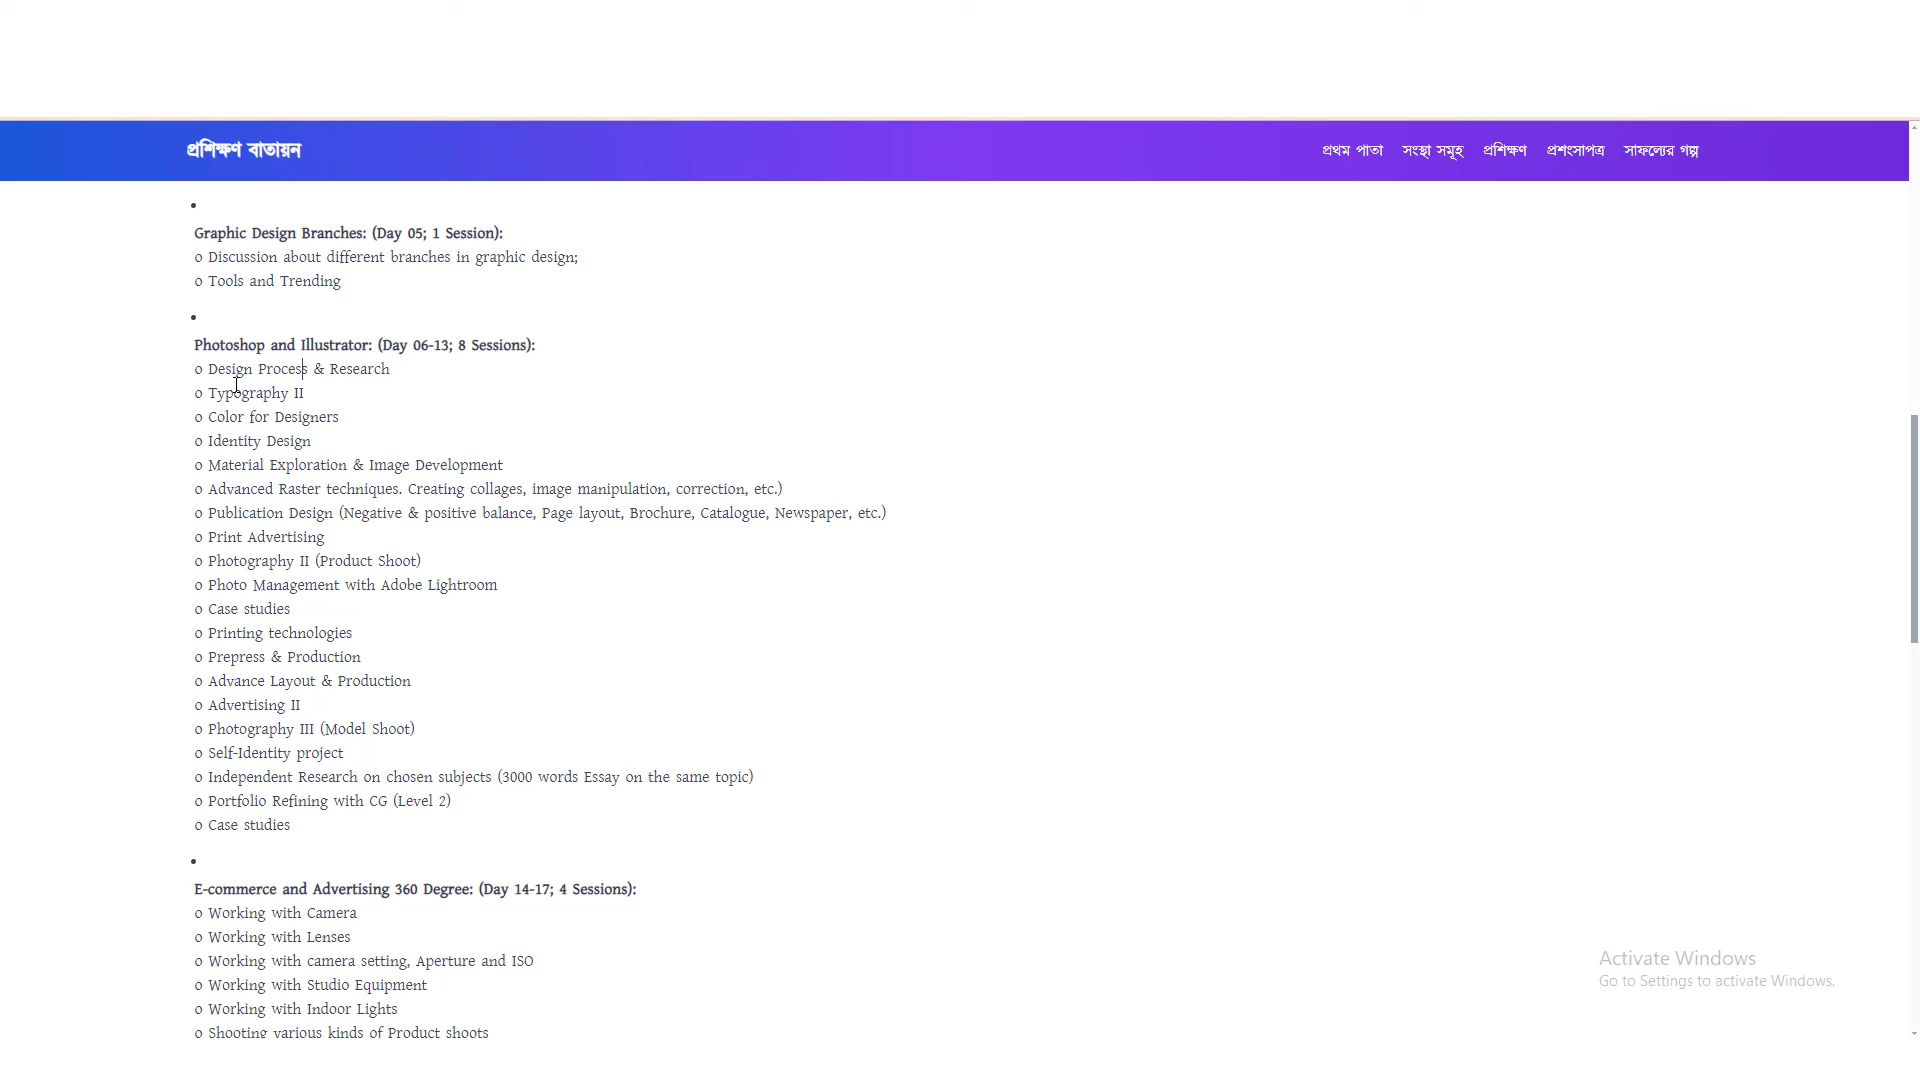 প্রশিক্ষণ বাতায়ন
প্রথম পাতা সংস্থা সমূহ প্রশিক্ষণ প্রশংসাপত্র সাফল্যের গল্প
Graphic Design Branches: (Day 05; 1 Session):
o Discussion about different branches in graphic design;
o Tools and Trending
Photoshop and Illustrator: (Day 06-13; 8 Sessions):
o Design Process & Research
o Typography II
o Color for Designers
o Identity Design
o Material Exploration & Image Development
o Advanced Raster techniques. Creating collages, image manipulation, correction, etc.)
o Publication Design (Negative & positive balance, Page layout, Brochure, Catalogue, Newspaper, etc.)
o Print Advertising
o Photography II (Product Shoot)
o Photo Management with Adobe Lightroom
o Case studies
o Printing technologies
o Prepress & Production
o Advance Layout & Production
o Advertising II
o Photography III (Model Shoot)
o Self-Identity project
o Independent Research on chosen subjects (3000 words Essay on the same topic)
o Portfolio Refining with CG (Level 2)
o Case studies
E-commerce and Advertising 360 Degree: (Day 14-17; 4 Sessions):
o Working with Camera
o Working with Lenses
o Working with camera setting, Aperture and ISO
o Working with Studio Equipment
o Working with Indoor Lights
o Shooting various kinds of Product shoots
Activate Windows
Go to Settings to activate Windows.